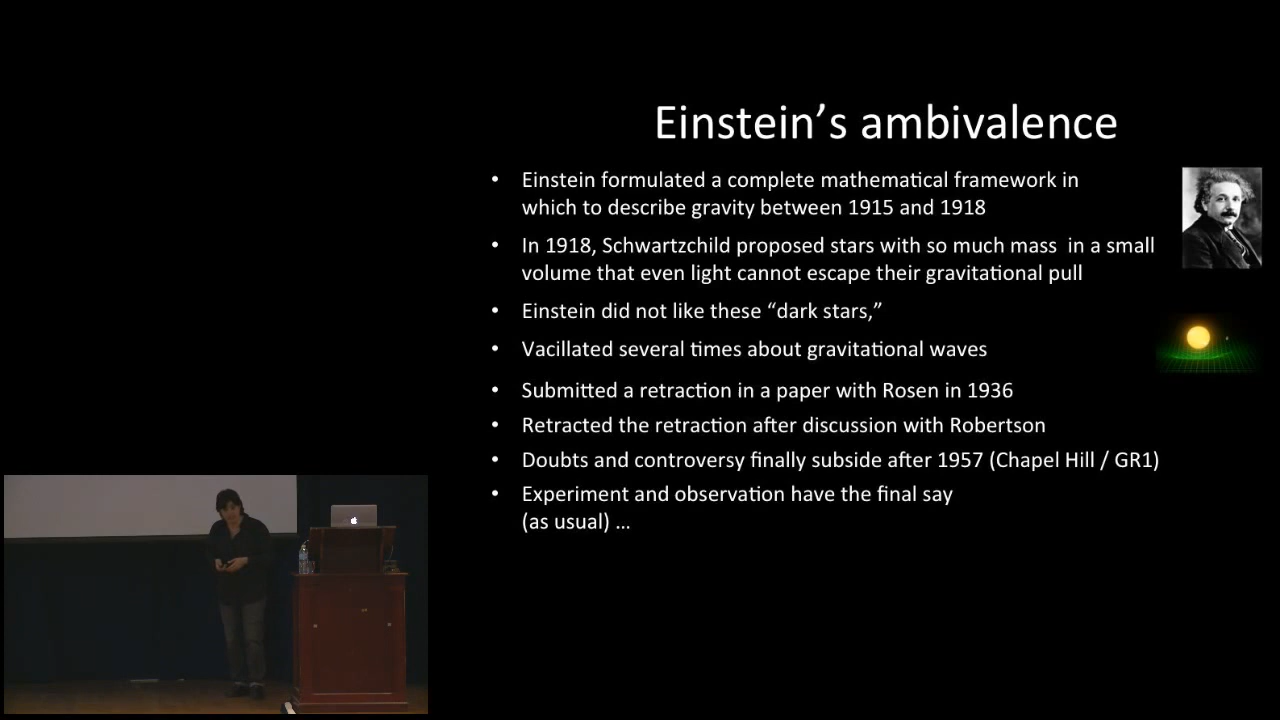 Einstein’s ambivalence
• Einstein formulated a complete mathematical framework in
which to describe gravity between 1915 and 1918
• In 1918, Schwartzchild proposed stars with so much mass  in a small
volume that even light cannot escape their gravitational pull
• Einstein did not like these “dark stars,”
• Vacillated several times about gravitational waves
• Submitted a retraction in a paper with Rosen in 1936
• Retracted the retraction after discussion with Robertson
• Doubts and controversy finally subside after 1957 (Chapel Hill / GR1)
• Experiment and observation have the final say
(as usual) ...